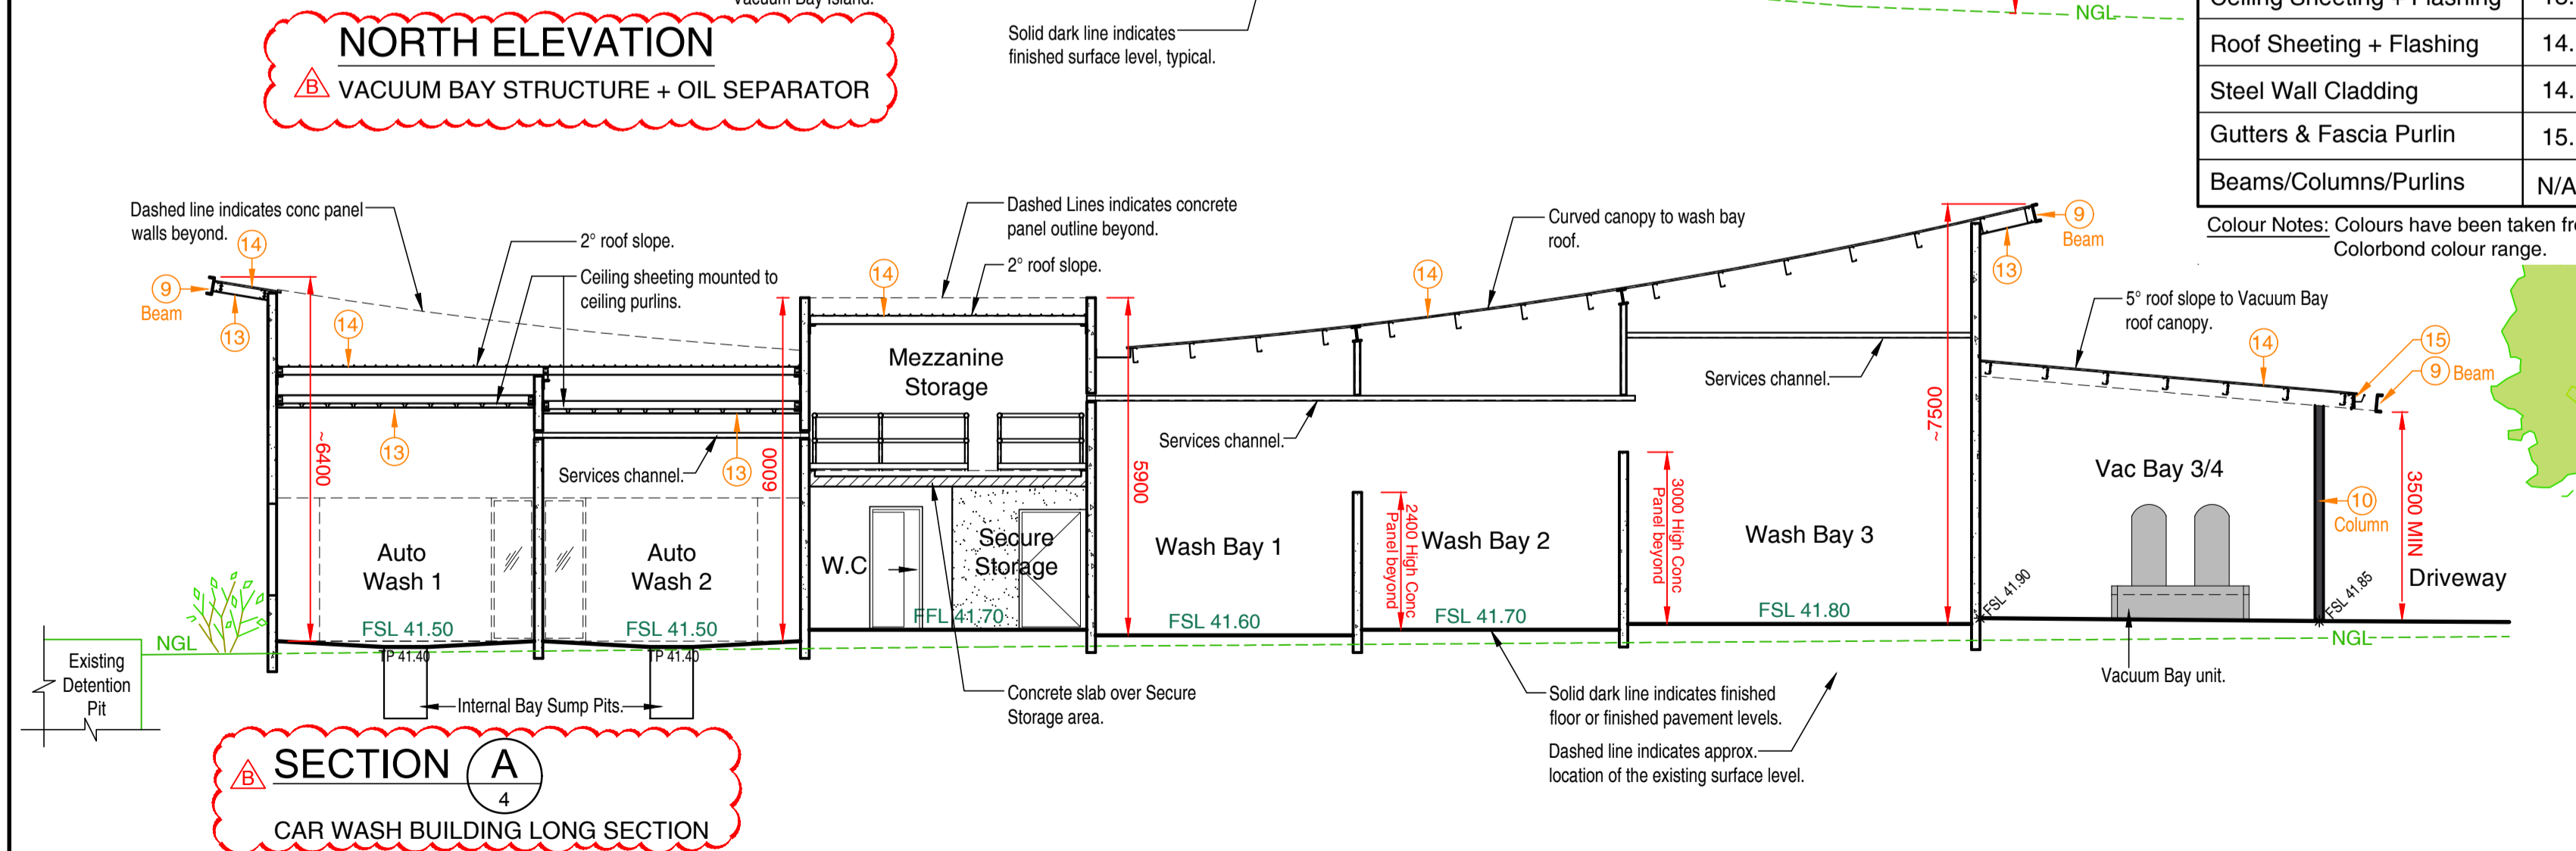 Vacuum Bay Island.
NORTH ELEVATION
B
VACUUM BAY STRUCTURE + OIL SEPARATOR
Solid dark line indicates
finished surface level, typical.
NGL
Ceiling Sheeting + Flashing
Roof Sheeting + Flashing 14.
Steel Wall Cladding 14.
Gutters & Fascia Purlin 15.
Beams/Columns/Purlins N/A
Colour Notes: Colours have been taken
Colorbond colour range.
Dashed line indicates conc panel
walls beyond.
14
9
Beam
13
14
2° roof slope.
Ceiling sheeting mounted to
ceiling purlins.
~6400
13
Services channel.
13
6000
Auto
Wash 1
FSL 41.50
TP 41.40
Auto
Wash 2
FSL 41.50
TP 41.40
NGL
Existing
Detention
Pit
Internal Bay Sump Pits.
Dashed Lines indicates concrete
panel outline beyond.
2° roof slope.
14
Mezzanine
Storage
W.C
Secure
Storage
FFL 41.70
Concrete slab over Secure
Storage area.
5900
Services channel.
Wash Bay 1
FSL 41.60
2400 High Conc
Panel beyond
14
Curved canopy to wash bay
roof.
Wash Bay 2
FSL 41.70
3000 High Conc
Panel beyond
Services channel.
Wash Bay 3
FSL 41.80
~7500
9
Beam
13
5° roof slope to Vacuum Bay
roof canopy.
14
15
9
Beam
Vac Bay 3/4
10
Column
3500 MIN
Driveway
FSL 41.90
FSL 41.85
NGL
Vacuum Bay unit.
Solid dark line indicates finished
floor or finished pavement levels.
Dashed line indicates approx.
location of the existing surface level.
B
SECTION A
4
CAR WASH BUILDING LONG SECTION